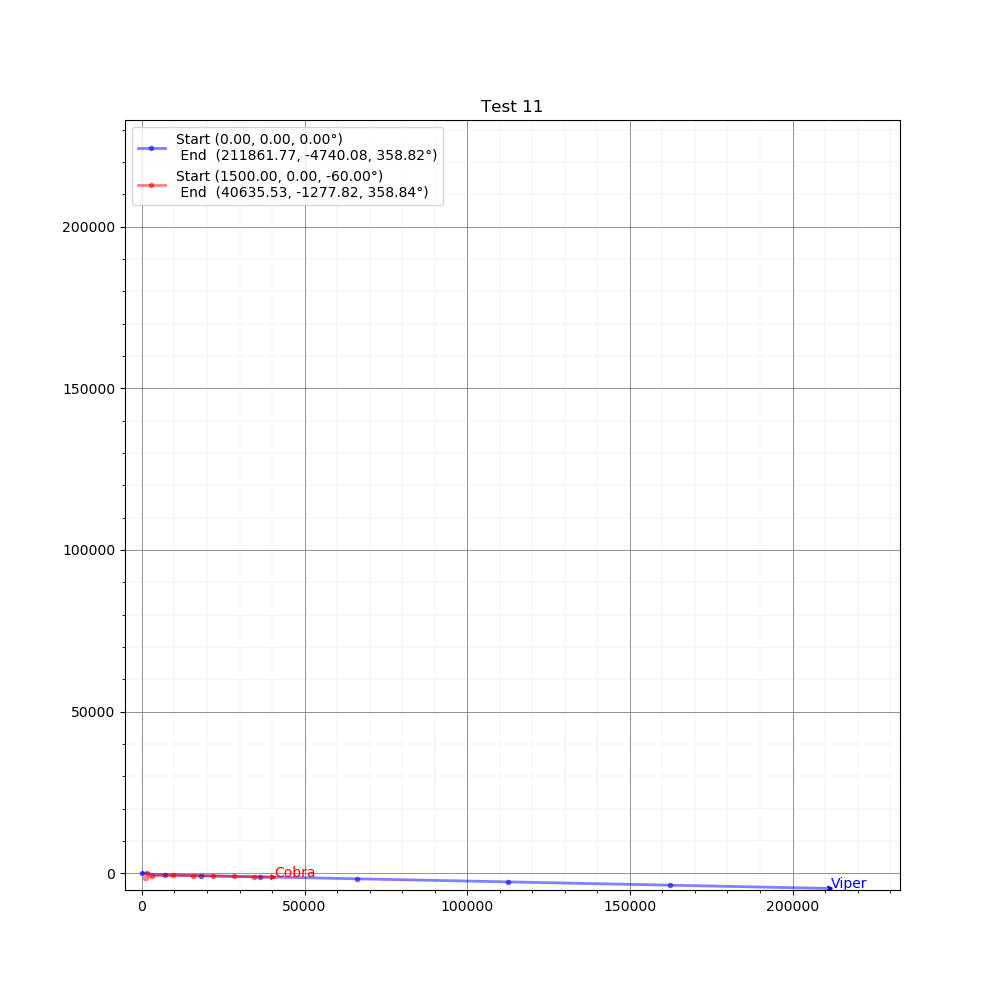 Test 11
Start (0.00, 0.00, 0.00°)
End (211861.77, -4740.08, 358.82°)
Start (1500.00, 0.00, -60.00°)
End (40635.53, -1277.82, 358.84°)
200000
150000
100000
50000
0
Cobra
Viper
0 50000 100000 150000 200000